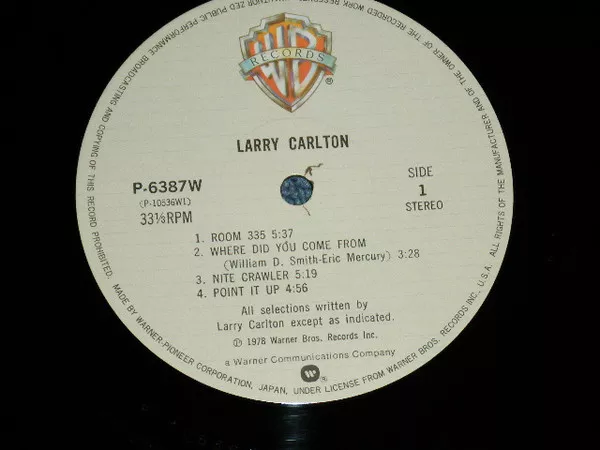 WB
RECORDS
®
LARRY CARLTON
P-6387W
(P-10536W1)
33⅓RPM
SIDE
1
STEREO
1. ROOM 335 5:37
2. WHERE DID YOU COME FROM
(William D. Smith-Eric Mercury) 3:28
3. NITE CRAWLER 5:19
4. POINT IT UP 4:56
All selections written by
Larry Carlton except as indicated.
Ⓟ 1978 Warner Bros. Records Inc.
a Warner Communications Company
®
PUBLIC PERFORMANCE BROADCASTING AND COPYING OF THIS RECORD PROHIBITED. MADE BY WARNER-PIONEER CORPORATION, JAPAN, UNDER LICENSE FROM WARNER BROS. RECORDS INC., U.S.A. ALL RIGHTS OF THE MANUFACTURER AND OF THE OWNER OF THE RECORDED WORK